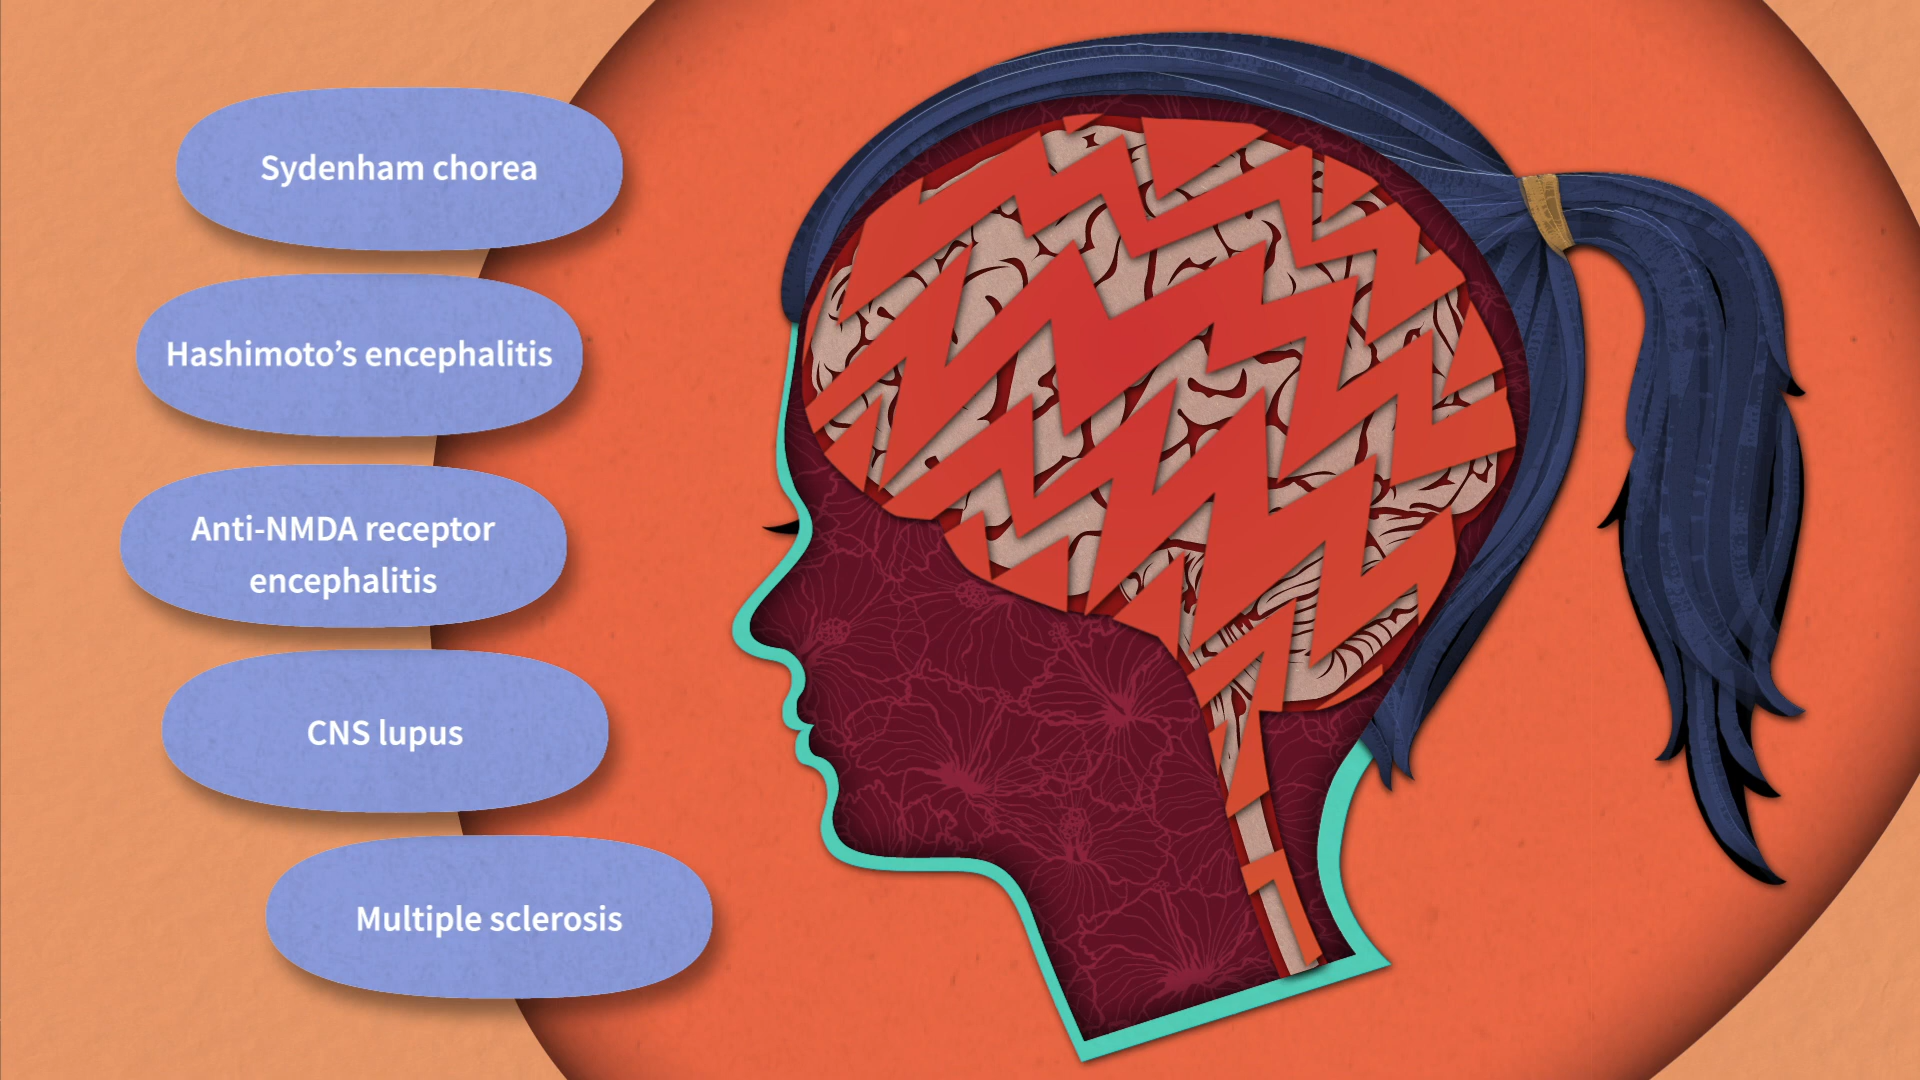 Sydenham chorea
Hashimoto’s encephalitis
Anti-NMDA receptor
encephalitis
CNS lupus
Multiple sclerosis